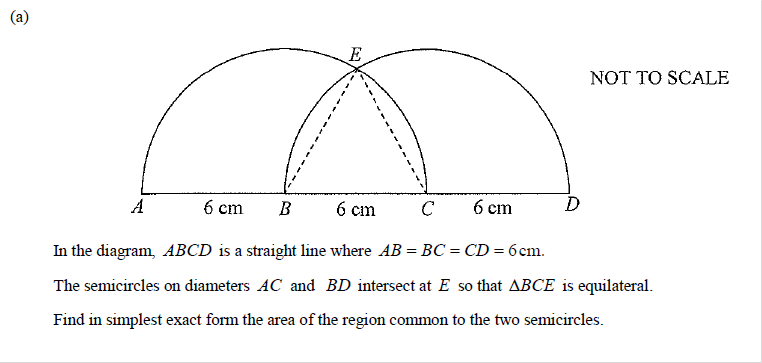 (a)
E
NOT TO SCALE
A 6 cm B 6 cm C 6 cm D
In the diagram, ABCD is a straight line where AB = BC = CD = 6cm.
The semicircles on diameters AC and BD intersect at E so that ΔBCE is equilateral.
Find in simplest exact form the area of the region common to the two semicircles.